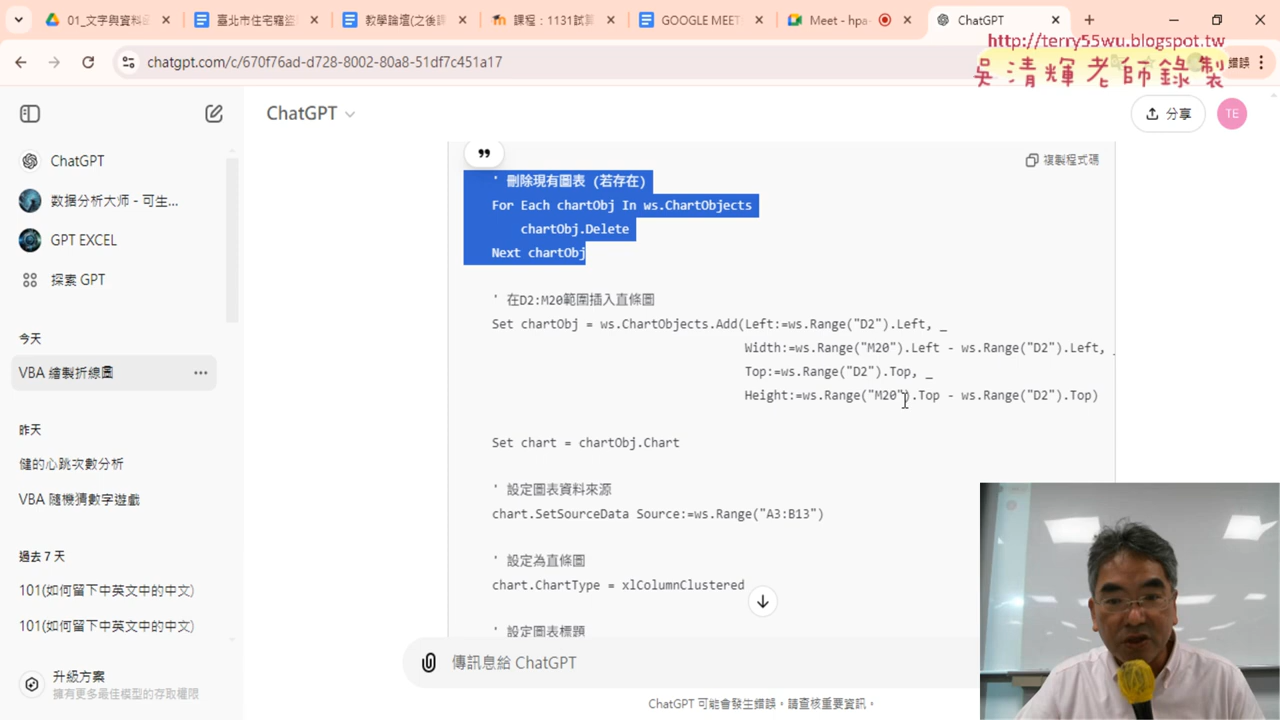 01_文字與資料
臺北市住宅竊盜
教學論壇(之後
課程：1131試算
GOOGLE MEET
Meet - hpa
ChatGPT
http://terry55wu.blogspot.tw
吳清輝老師錄製
chatgpt.com/c/670f76ad-d728-8002-80a8-51df7c451a17
錯誤
ChatGPT
分享
TE
ChatGPT
数据分析大师 - 可生...
GPT EXCEL
探索 GPT
今天
VBA 繪製折線圖
昨天
健的心跳次數分析
VBA 隨機猜數字遊戲
過去 7 天
101(如何留下中英文中的中文)
101(如何留下中英文中的中文)
升級方案
擁有更多最佳模型的存取權限
複製程式碼
' 刪除現有圖表 (若存在)
For Each chartObj In ws.ChartObjects
chartObj.Delete
Next chartObj
' 在D2:M20範圍插入直條圖
Set chartObj = ws.ChartObjects.Add(Left:=ws.Range("D2").Left, _
Width:=ws.Range("M20").Left - ws.Range("D2").Left, _
Top:=ws.Range("D2").Top, _
Height:=ws.Range("M20").Top - ws.Range("D2").Top)
Set chart = chartObj.Chart
' 設定圖表資料來源
chart.SetSourceData Source:=ws.Range("A3:B13")
' 設定為直條圖
chart.ChartType = xlColumnClustered
' 設定圖表標題
傳訊息給 ChatGPT
ChatGPT 可能會發生錯誤。請查核重要資訊。